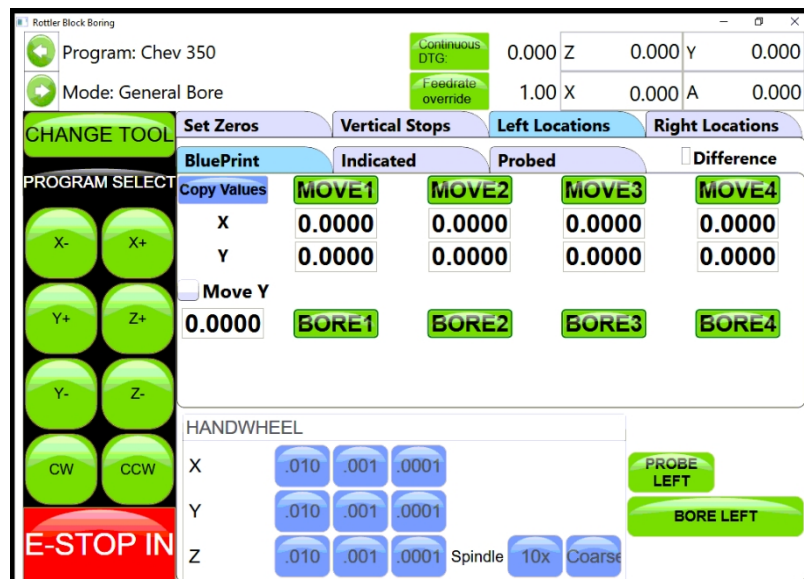 Rottler Block Boring
Program: Chev 350
Continuous DTG: 0.000 Z 0.000 Y 0.000
Mode: General Bore
Feedrate override 1.00 X 0.000 A 0.000
CHANGE TOOL
Set Zeros Vertical Stops Left Locations Right Locations
BluePrint Indicated Probed Difference
PROGRAM SELECT
Copy Values MOVE1 MOVE2 MOVE3 MOVE4
X 0.0000 0.0000 0.0000 0.0000
Y 0.0000 0.0000 0.0000 0.0000
X- X+
Move Y
Y+ Z+
0.0000 BORE1 BORE2 BORE3 BORE4
Y- Z-
HANDWHEEL
CW CCW
X .010 .001 .0001
PROBE LEFT
Y .010 .001 .0001
BORE LEFT
E-STOP IN
Z .010 .001 .0001 Spindle 10x Coarse